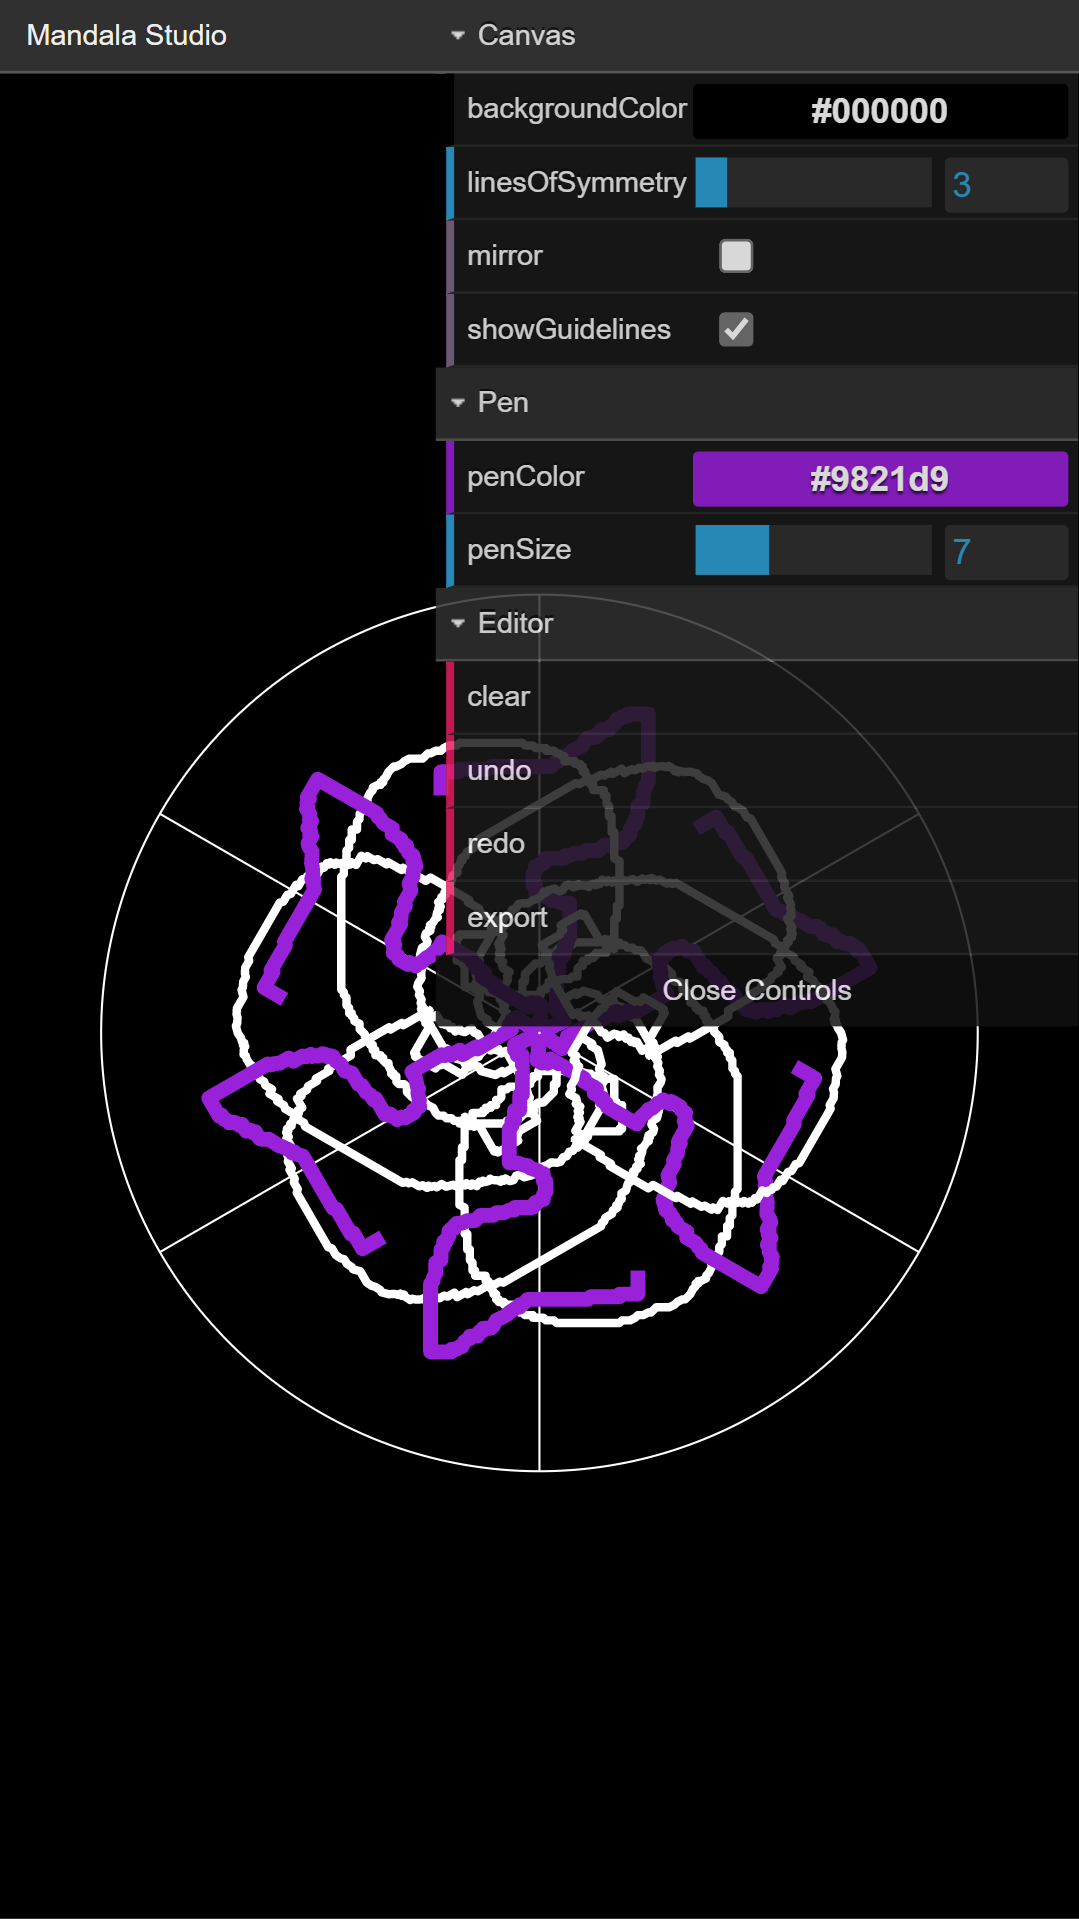 Mandala Studio
Canvas
backgroundColor #000000
linesOfSymmetry 3
mirror
showGuidelines
Pen
penColor #9821d9
penSize 7
Editor
clear
undo
redo
export
Close Controls